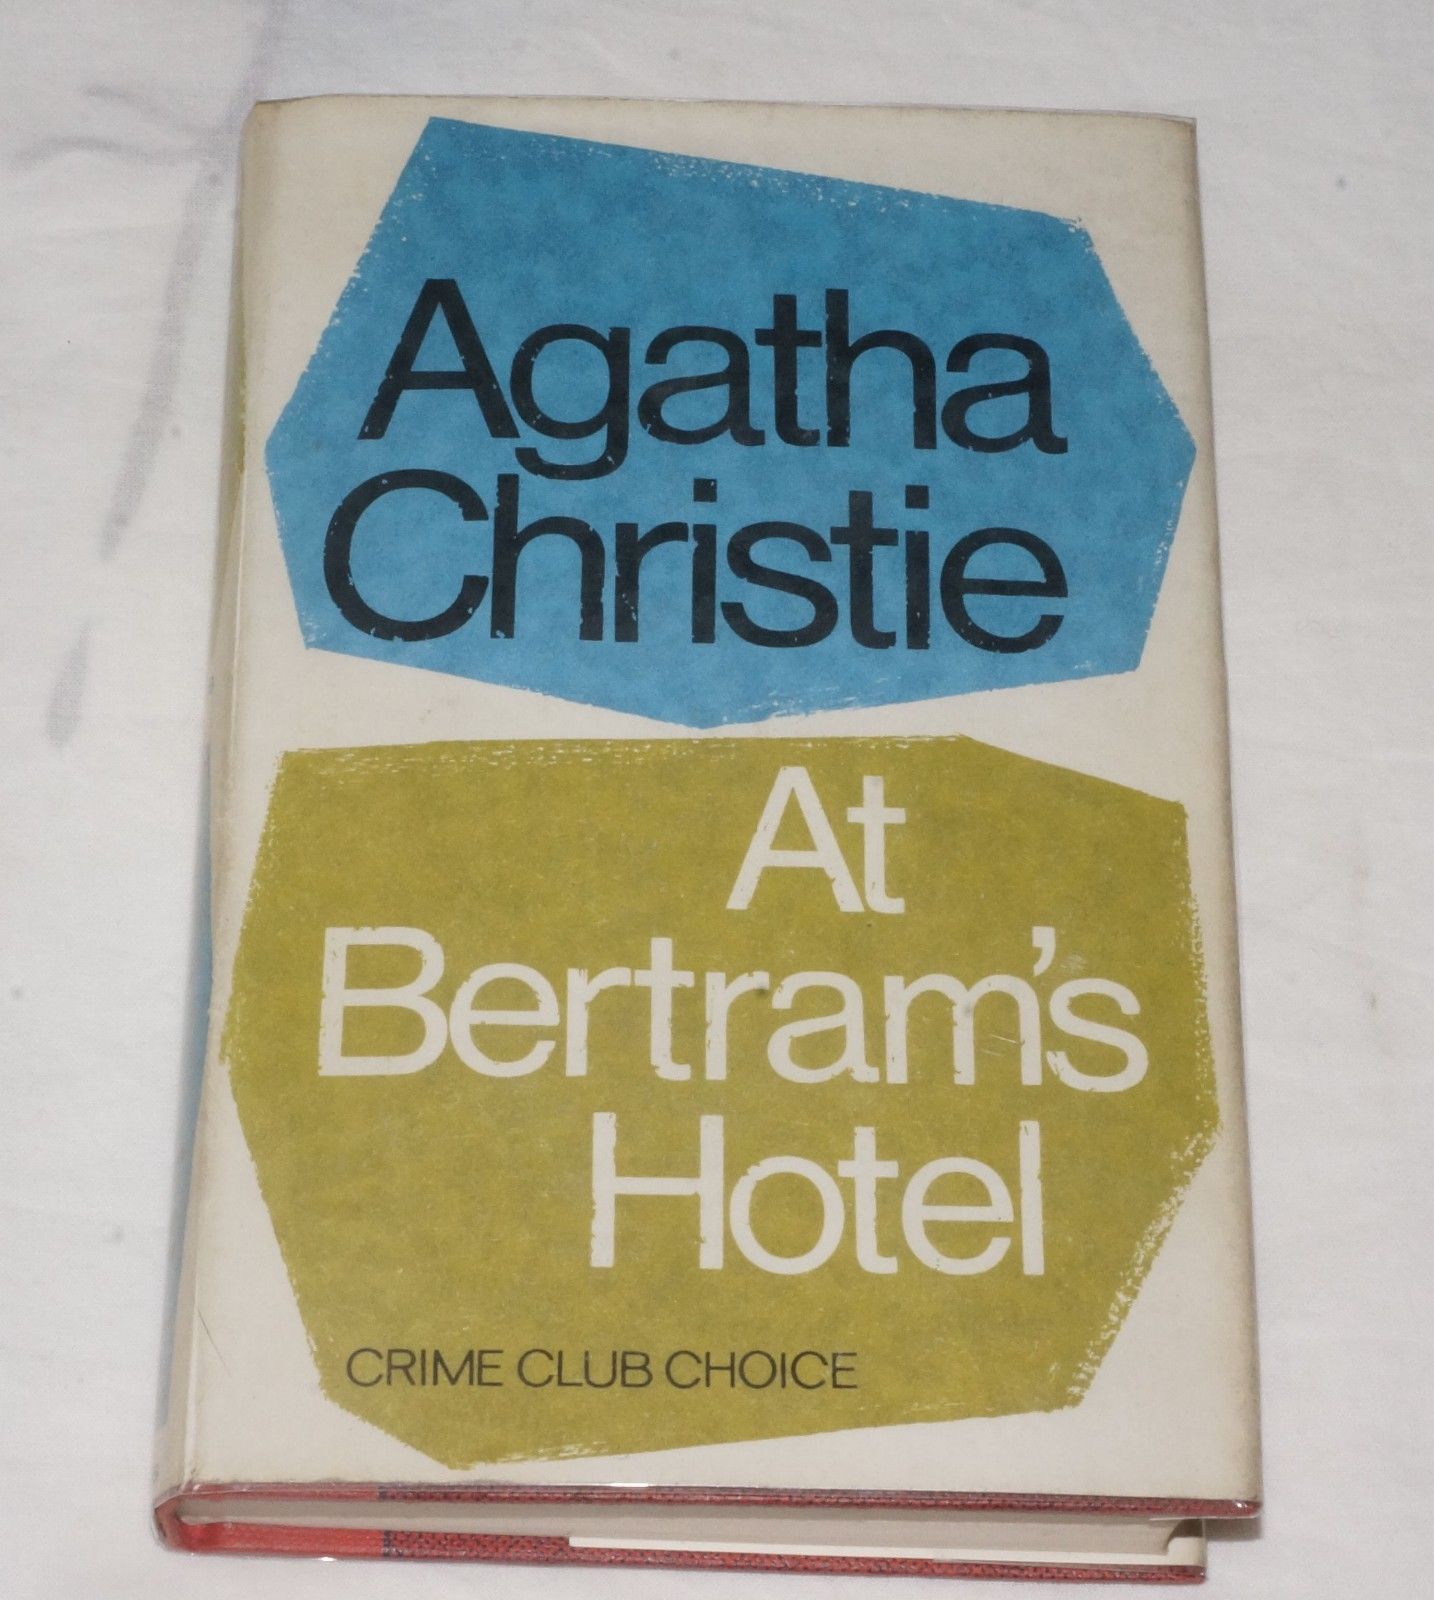 Agatha
Christie
At
Bertram's
Hotel
CRIME CLUB CHOICE